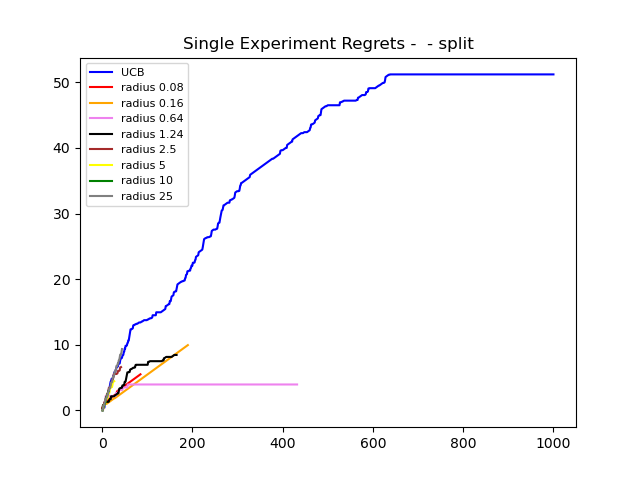 Single Experiment Regrets -  - split
UCB
radius 0.08
radius 0.16
radius 0.64
radius 1.24
radius 2.5
radius 5
radius 10
radius 25
50
40
30
20
10
0
0 200 400 600 800 1000